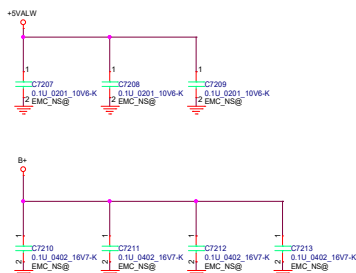 +5VALW
1 1 1
C7207 C7208 C7209
0.1U_0201_10V6-K 0.1U_0201_10V6-K 0.1U_0201_10V6-K
2 EMC_NS@ 2 EMC_NS@ 2 EMC_NS@
B+
1 1 1 1
C7210 C7211 C7212 C7213
0.1U_0402_16V7-K 0.1U_0402_16V7-K 0.1U_0402_16V7-K 0.1U_0402_16V7-K
2 EMC_NS@ 2 EMC_NS@ 2 EMC_NS@ 2 EMC_NS@